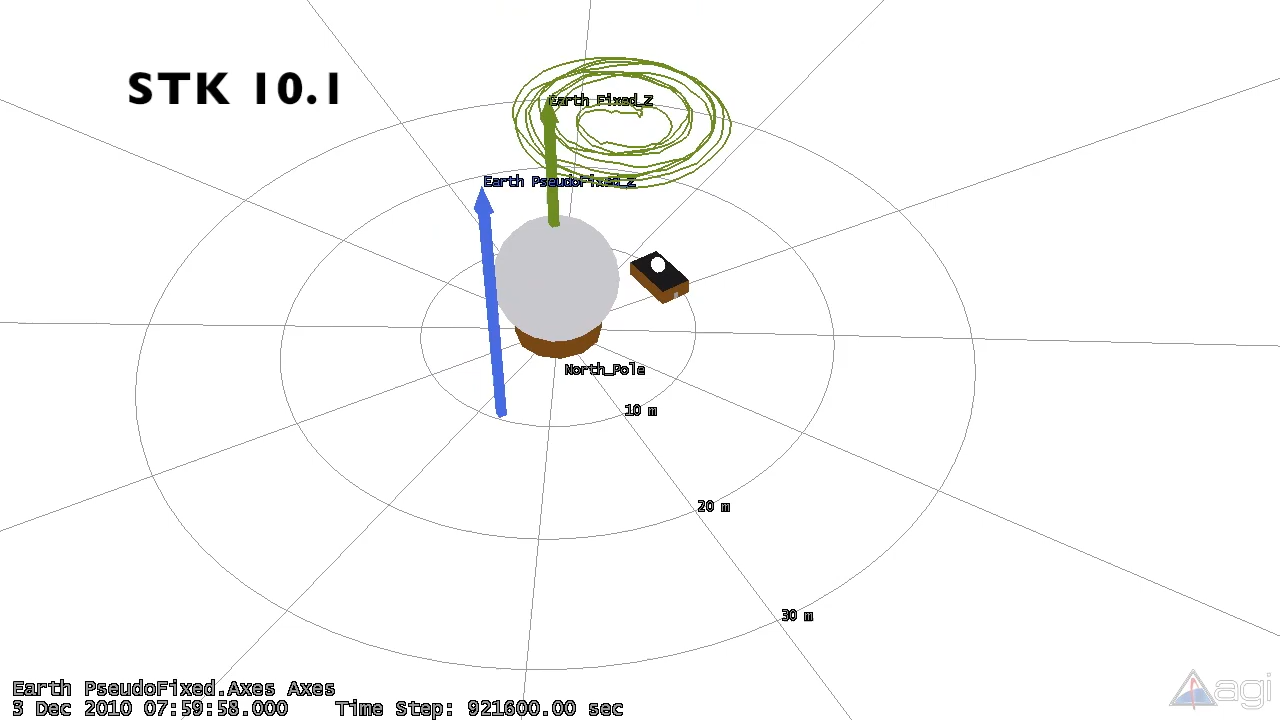 STK 10.1
Earth Fixed_Z
Earth PseudoFixed_Z
North_Pole
10 m
20 m
30 m
Earth PseudoFixed.Axes Axes
3 Dec 2010 07:59:58.000    Time Step: 921600.00 sec
agi